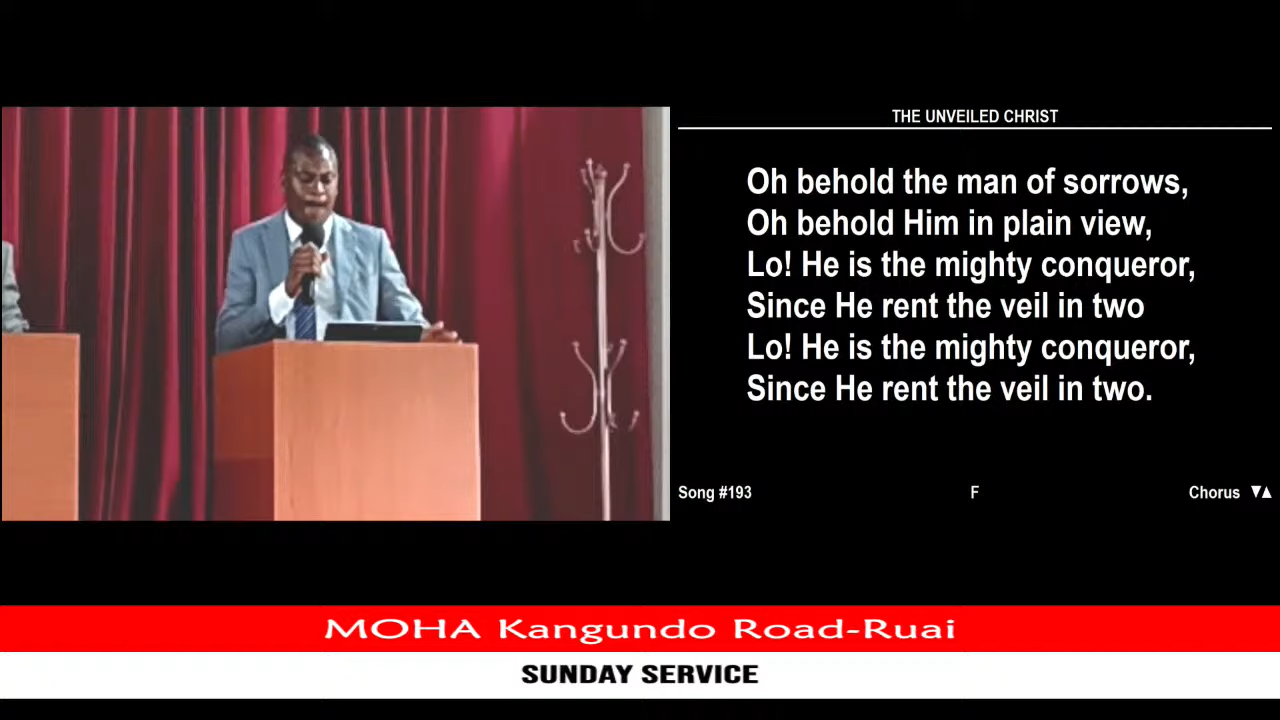 THE UNVEILED CHRIST
Oh behold the man of sorrows,
Oh behold Him in plain view,
Lo! He is the mighty conqueror,
Since He rent the veil in two
Lo! He is the mighty conqueror,
Since He rent the veil in two.
Song #193 F Chorus ▼▲
MOHA Kangundo Road-Ruai
SUNDAY SERVICE